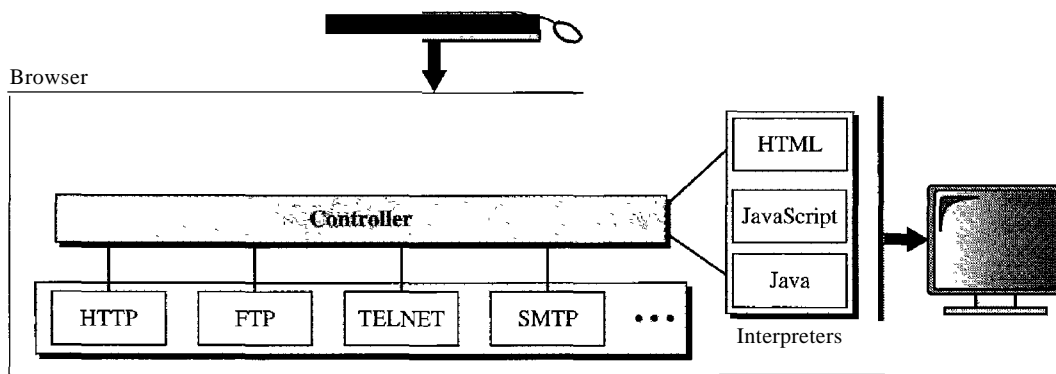 Browser
HTML
JavaScript
Java
Controller
HTTP
FTP
TELNET
SMTP
Interpreters